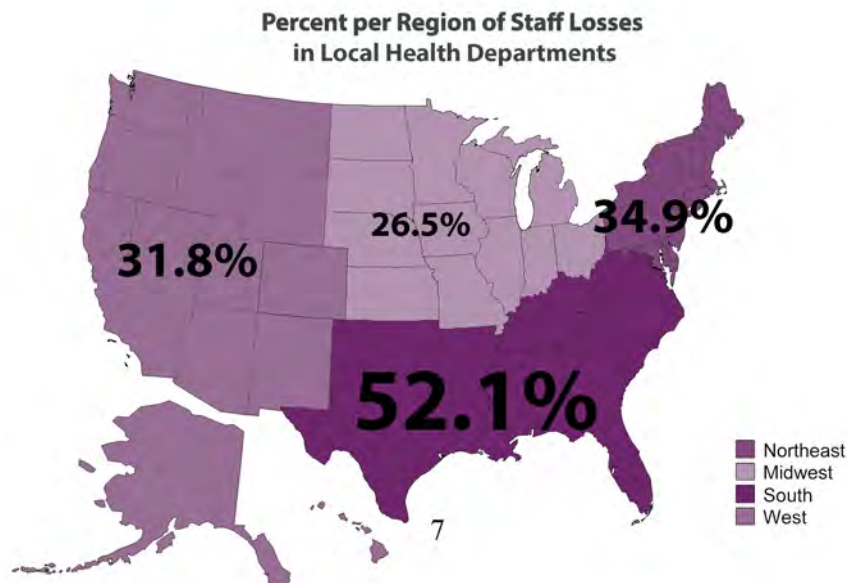 Percent per Region of Staff Losses
in Local Health Departments
26.5%
34.9%
31.8%
52.1%
Northeast
Midwest
South
West
7